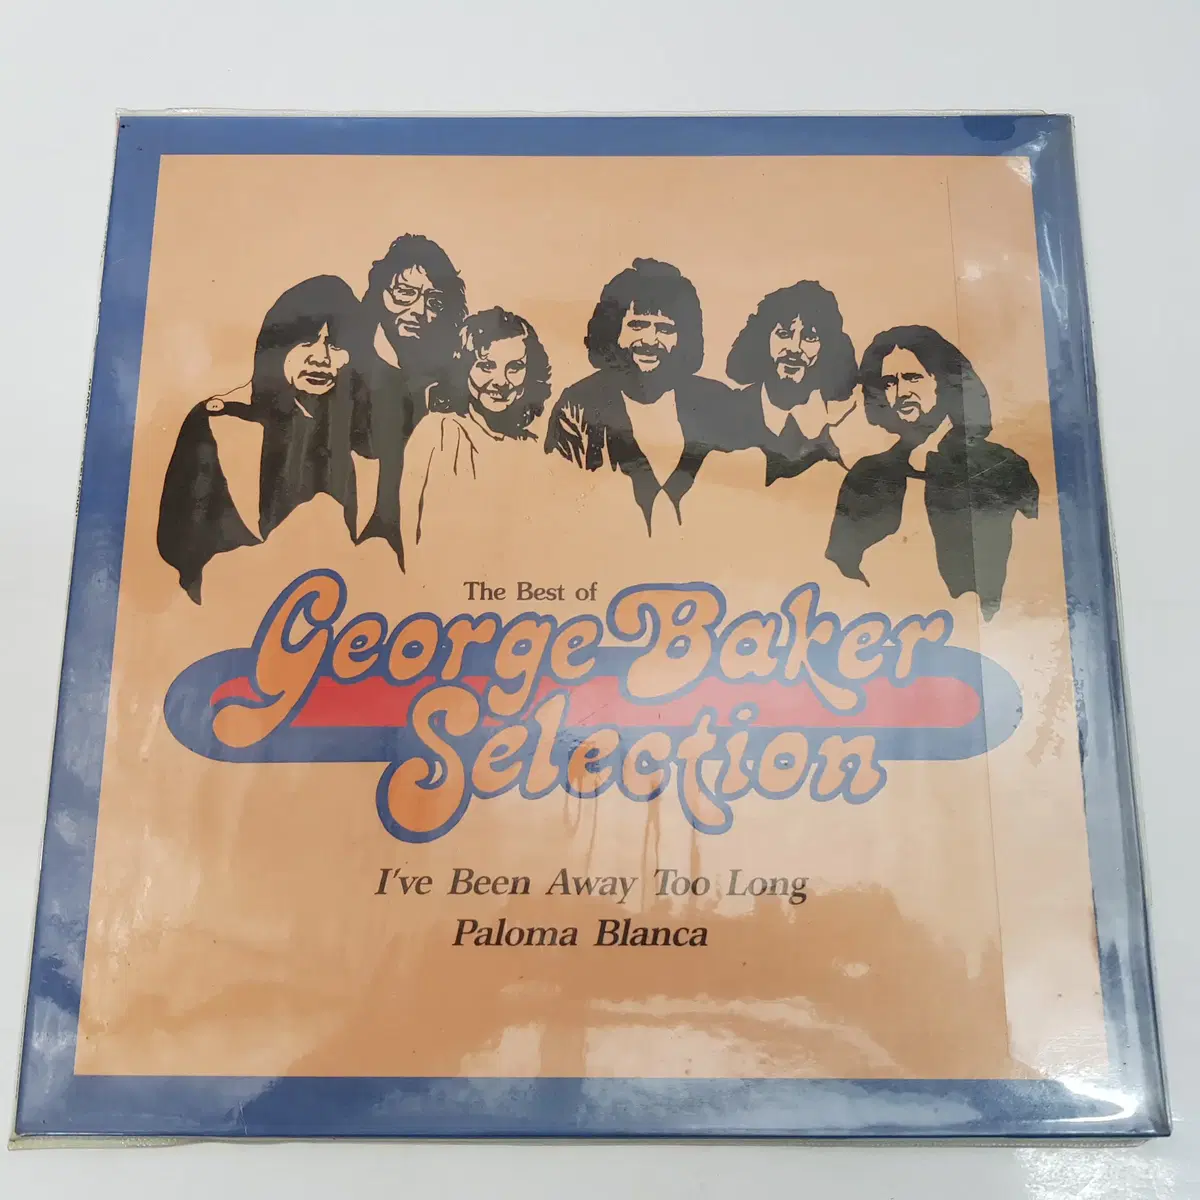 The Best of
George Baker
Selection
I've Been Away Too Long
Paloma Blanca